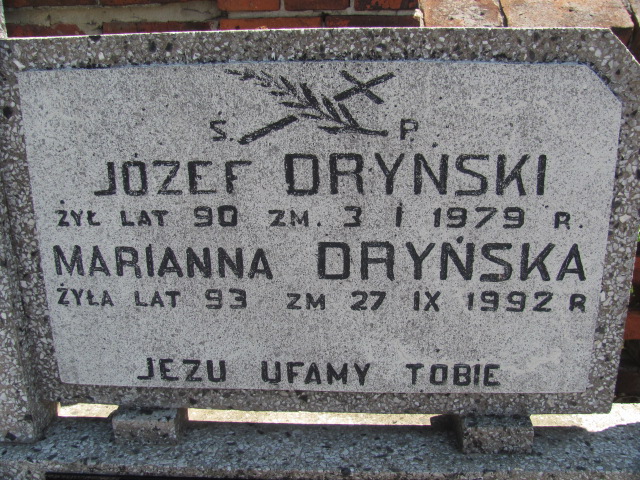 Ś. P.
JÓZEF DRYŃSKI
ŻYŁ LAT 90 ZM. 3 I 1979 R.
MARIANNA DRYŃSKA
ŻYŁA LAT 93 ZM 27 IX 1992 R
JEZU UFAMY TOBIE